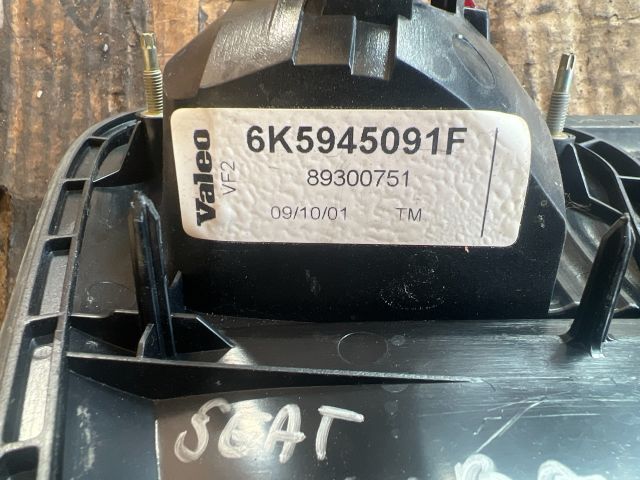 Valeo
VF2
6K5945091F
89300751
09/10/01 TM
SEAT